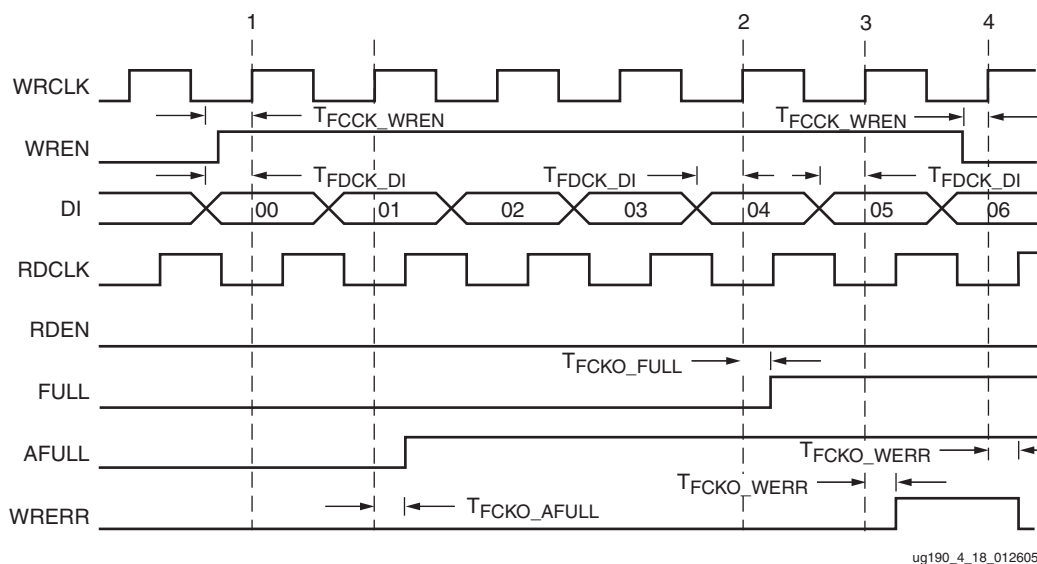 1 2 3 4
WRCLK
TFCCK_WREN TFCCK_WREN
WREN
TFDCK_DI TFDCK_DI TFDCK_DI
DI 00 01 02 03 04 05 06
RDCLK
RDEN
TFCKO_FULL
FULL
AFULL
TFCKO_WERR
TFCKO_WERR
TFCKO_AFULL
WRERR
ug190_4_18_012605